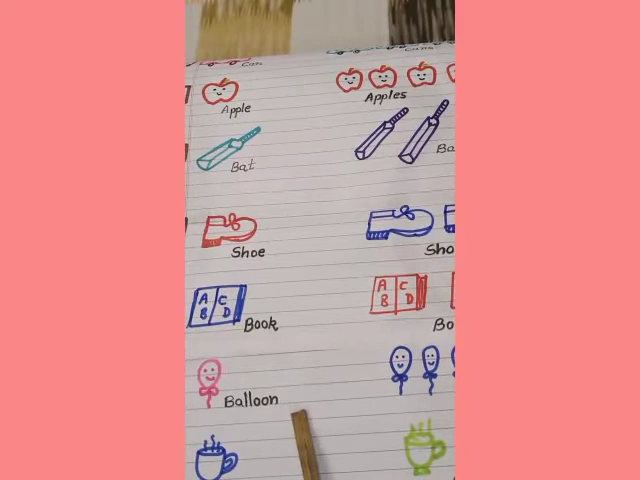 Apple
Apples
Bat
Shoe
A C
B D
Book
A C
B D
Balloon